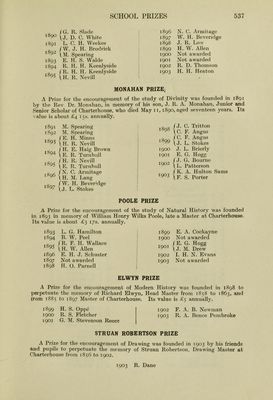 SCHOOL PRIZES 537
1890 { G. R. Slade
{ J. D. C. White
1891 L. C. H. Weekes
1892 { W. J. H. Brodrick
{ M. Spearing
1893 E. H. S. Walde
1894 R. H. H. Keenlyside
1895 { R. H. H. Keenlyside
{ H. R. Nevill
1896 N. C. Armitage
1897 W. H. Beveridge
1898 J. R. Lee
1899 H. W. Allen
1900 Not awarded
1901 Not awarded
1902 R. D. Thomson
1903 H. H. Heaton
MONAHAN PRIZE,
A Prize for the encouragement of the study of Divinity was founded in 1891
by the Rev. Dr. Monahan, in memory of his son, J. B. A. Monahan, Junior and
Senior Scholar of Charterhouse, who died May 11, 1890, aged seventeen years. Its
value is about £4 15s. annually.
1891 M. Spearing
1892 M. Spearing
1893 { E. H. Minns
{ H. R. Nevill
1894 { H. E. Haig Brown
{ E. R. Turnbull
1895 { H. R. Nevill
{ E. R. Turnbull
1896 { N. C. Armitage
{ H. M. Lang
1897 { W. H. Beveridge
{ J. L. Stokes
1898 { J. C. Tritton
{ C. F. Angus
1899 { C. F. Angus
{ J. L. Stokes
1900 J. L. Brierly
1901 E. G. Hogg
1902 { J. G. Bourne
{ L. Patterson
1903 { K. A. Hulton Sams
{ F. S. Porter
POOLE PRIZE
A Prize for the encouragement of the study of Natural History was founded
in 1893 in memory of William Henry Wilks Poole, late a Master at Charterhouse.
Its value is about £3 17s. annually.
1893 L. G. Hamilton
1894 B. W. Peel
1895 { R. F. H. Wallace
{ H. W. Allen
1896 E. H. J. Schuster
1897 Not awarded
1898 H. O. Parnell
1899 E. A. Cockayne
1900 Not awarded
1901 { E. G. Hogg
{ J. M. Drew
1902 I. H. N. Evans
1903 Not awarded
ELWYN PRIZE
A Prize for the encouragement of Modern History was founded in 1898 to
perpetuate the memory of Richard Elwyn, Head Master from 1858 to 1863, and
from 1885 to 1897 Master of Charterhouse. Its value is £5 annually.
1899 H. S. Oppé
1900 R. S. Fletcher
1901 G. M. Stevenson Reece
1902 F. A. B. Newman
1903 H. A. Bruce Pembroke
STRUAN ROBERTSON PRIZE
A Prize for the encouragement of Drawing was founded in 1903 by his friends
and pupils to perpetuate the memory of Struan Robertson, Drawing Master at
Charterhouse from 1856 to 1902.
1903 R. Dane